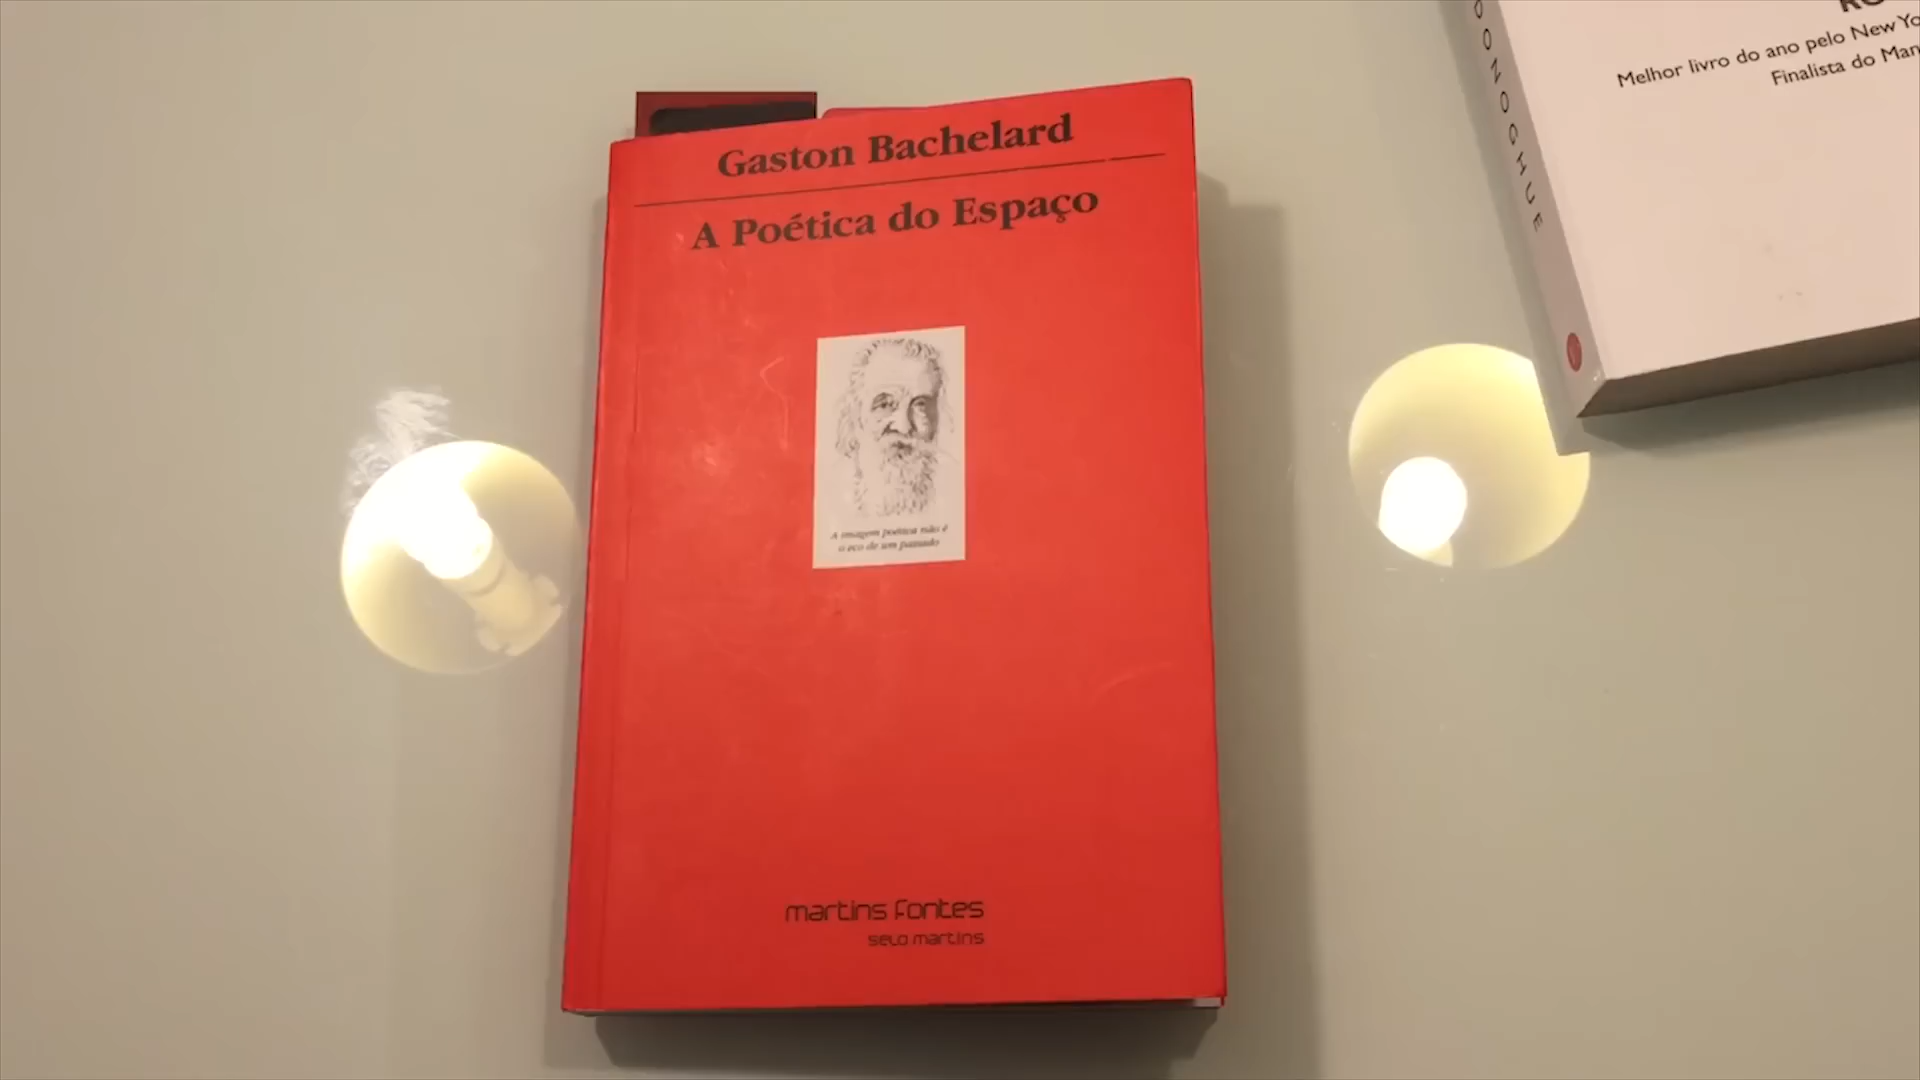 Gaston Bachelard
A Poética do Espaço
A imagem poética não é
o eco de um passado
martins fontes
selo martins
DONOGHUE
Melhor livro do ano pelo New Yo
Finalista do Man